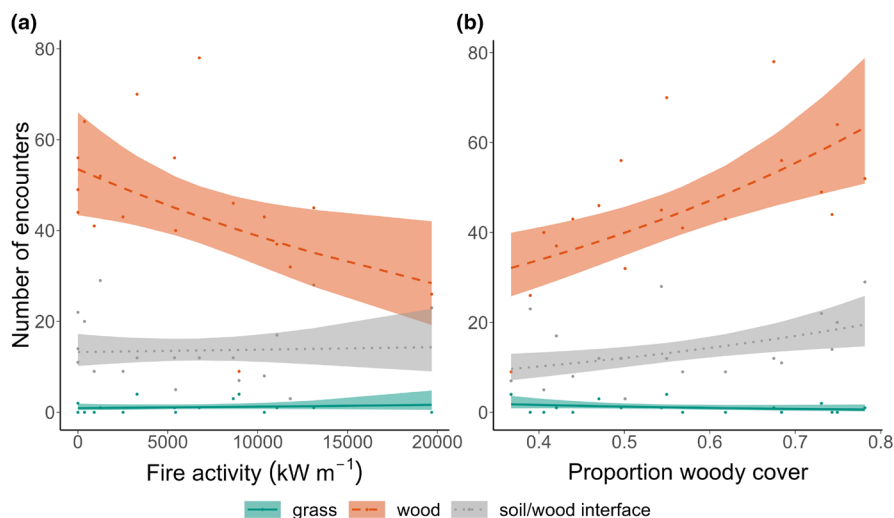 (a)
(b)
80
60
40
20
0
Number of encounters
0 5000 10000 15000 20000
Fire activity (kW m⁻¹)
80
60
40
20
0
0.4 0.5 0.6 0.7 0.8
Proportion woody cover
grass wood soil/wood interface